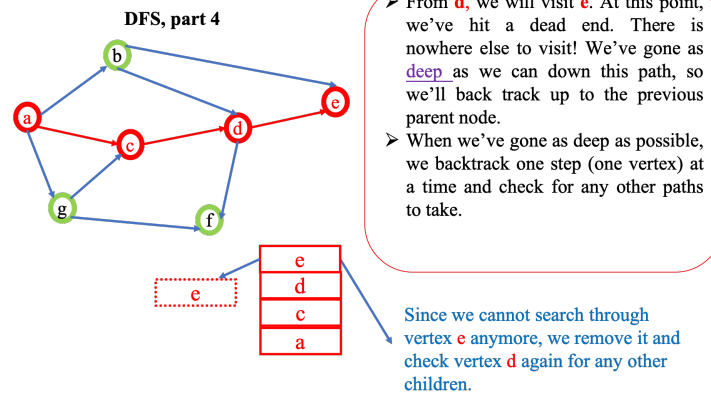 DFS, part 4
b
e
a
d
c
g
f
➢ From d, we will visit e. At this point,
we’ve hit a dead end. There is
nowhere else to visit! We’ve gone as
deep as we can down this path, so
we’ll back track up to the previous
parent node.
➢ When we’ve gone as deep as possible,
we backtrack one step (one vertex) at
a time and check for any other paths
to take.
e
e
d
c
a
Since we cannot search through
vertex e anymore, we remove it and
check vertex d again for any other
children.